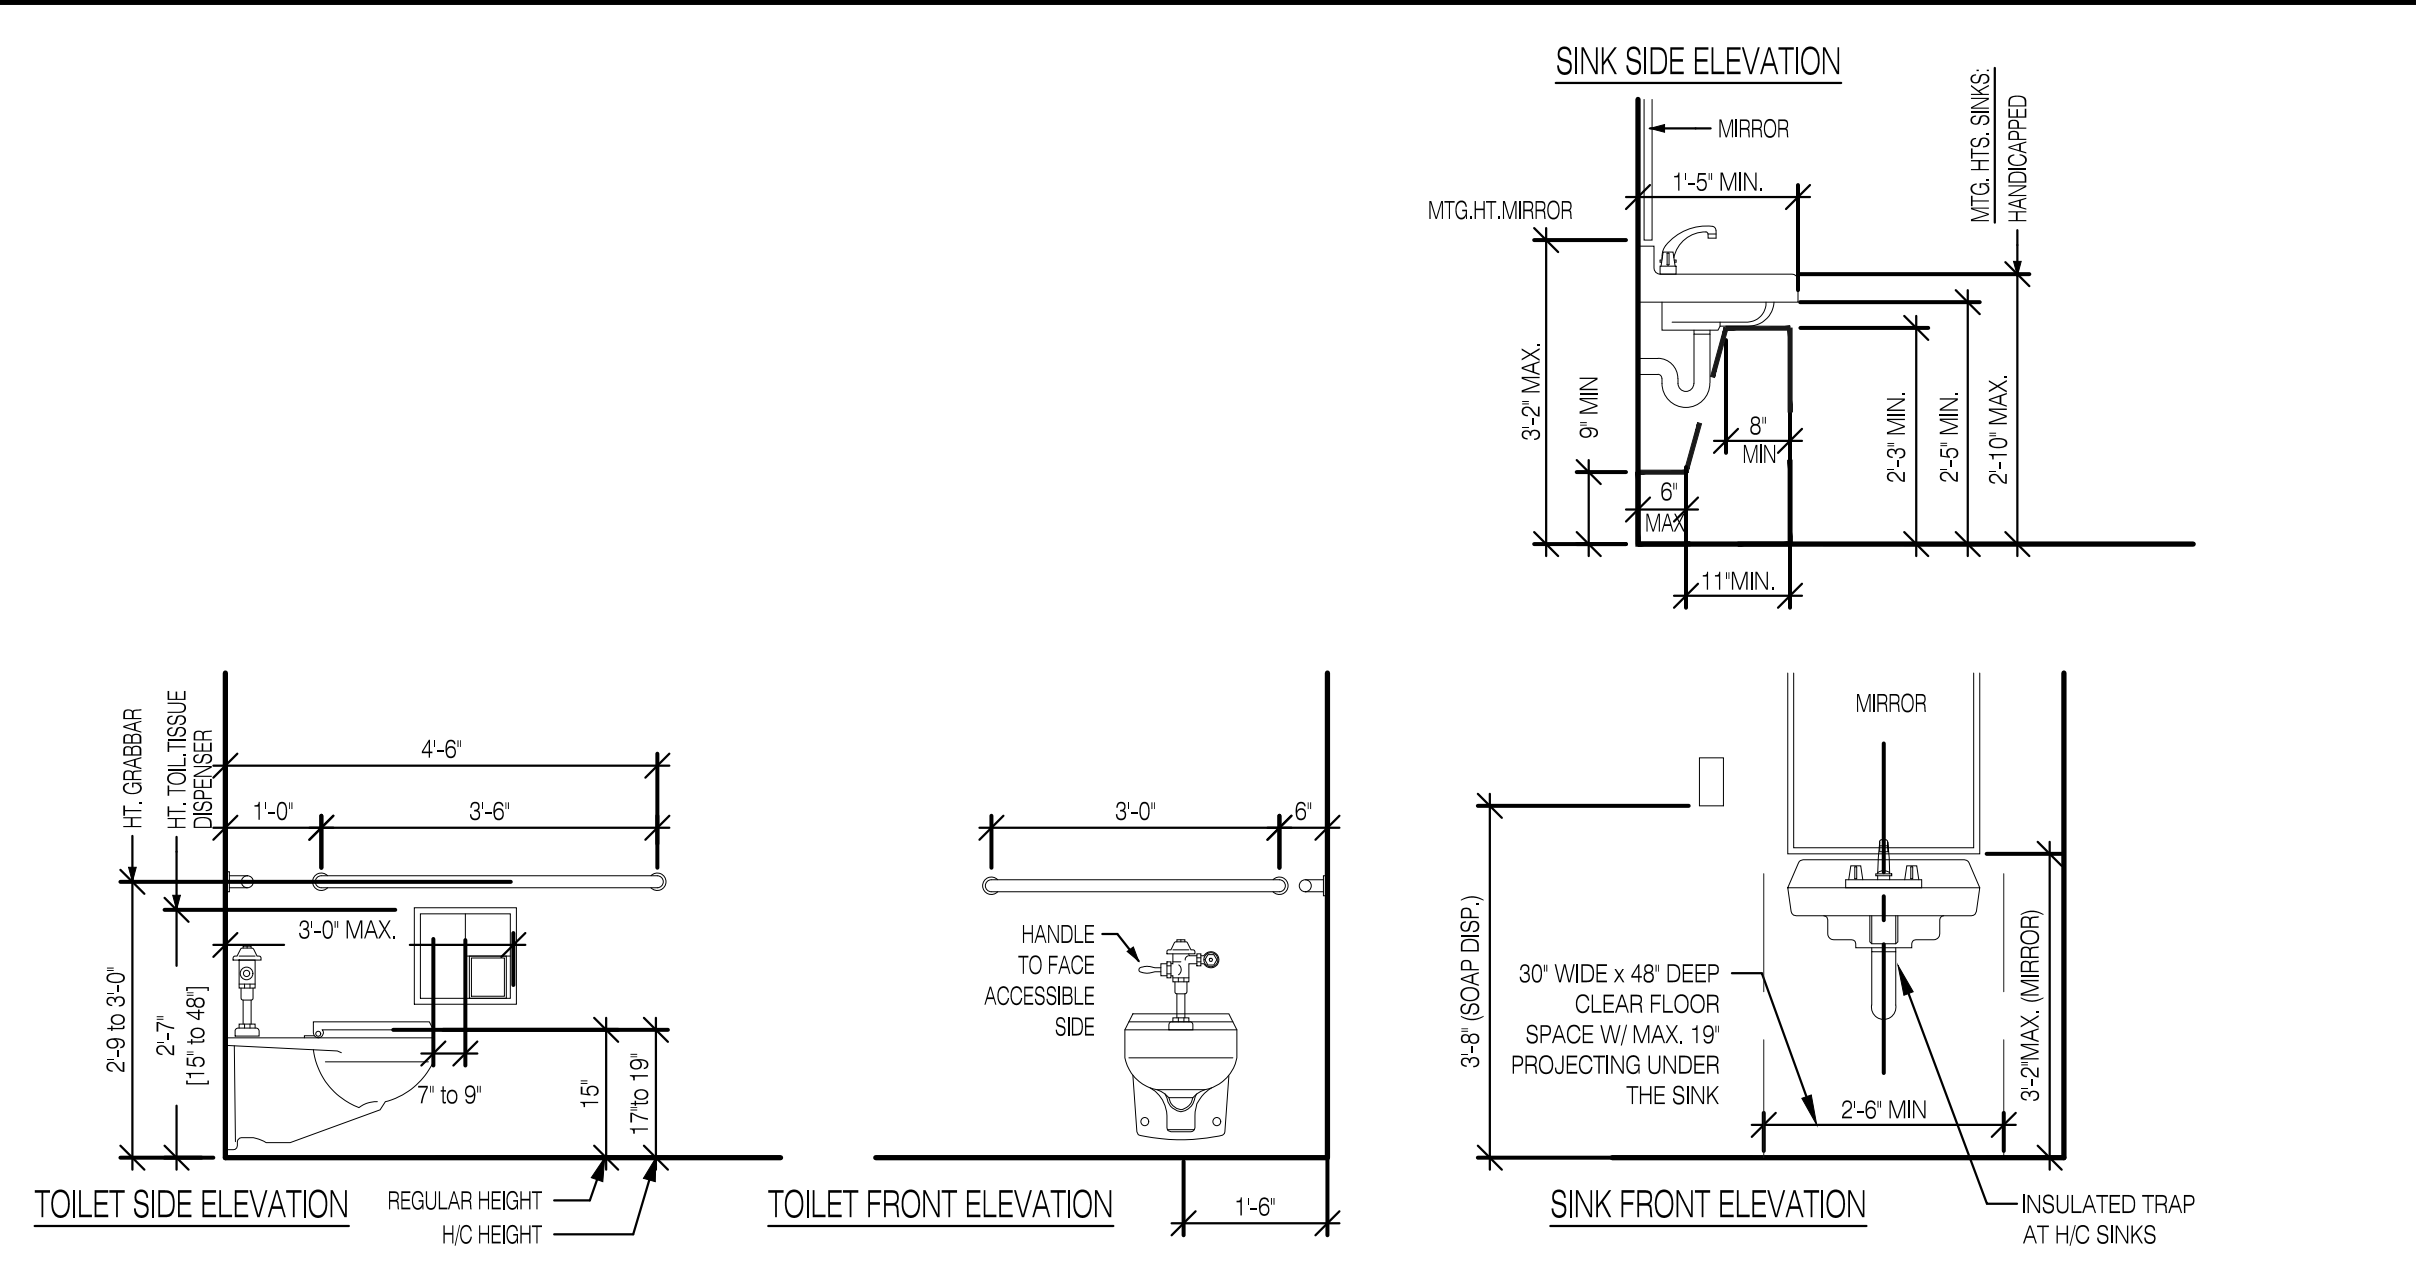 SINK SIDE ELEVATION
MIRROR
1'-5" MIN.
MTG.HT.MIRROR
MTG. HTS. SINKS:
HANDICAPPED
3'-2" MAX.
9" MIN
8"
MIN
6"
MAX
11"MIN.
2'-3" MIN.
2'-5" MIN.
2'-10" MAX.
HT. GRABBAR
HT. TOIL.TISSUE
DISPENSER
4'-6"
1'-0"
3'-6"
3'-0" MAX.
2'-9 to 3'-0"
2'-7"
[15" to 48"]
7" to 9"
15"
17"to 19"
TOILET SIDE ELEVATION
REGULAR HEIGHT
H/C HEIGHT
3'-0"
6"
HANDLE
TO FACE
ACCESSIBLE
SIDE
TOILET FRONT ELEVATION
1'-6"
MIRROR
3'-8" (SOAP DISP.)
30" WIDE x 48" DEEP
CLEAR FLOOR
SPACE W/ MAX. 19"
PROJECTING UNDER
THE SINK
2'-6" MIN
3'-2"MAX. (MIRROR)
SINK FRONT ELEVATION
INSULATED TRAP
AT H/C SINKS